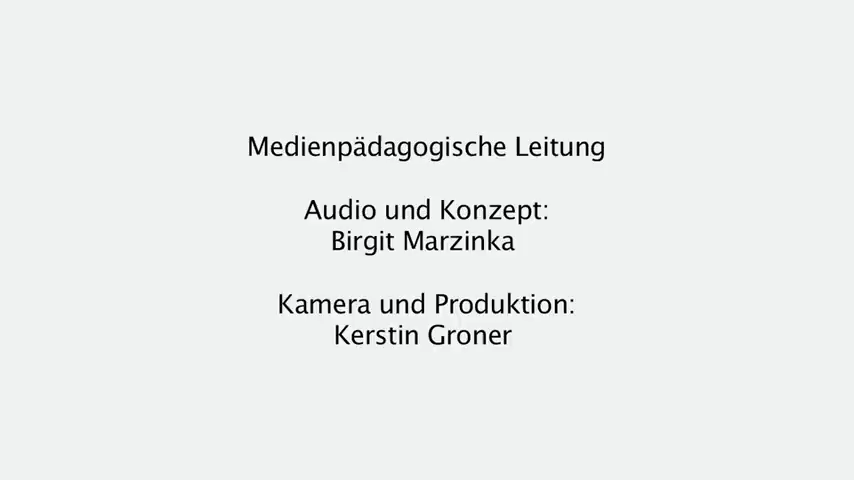 Medienpädagogische Leitung
Audio und Konzept:
Birgit Marzinka
Kamera und Produktion:
Kerstin Groner